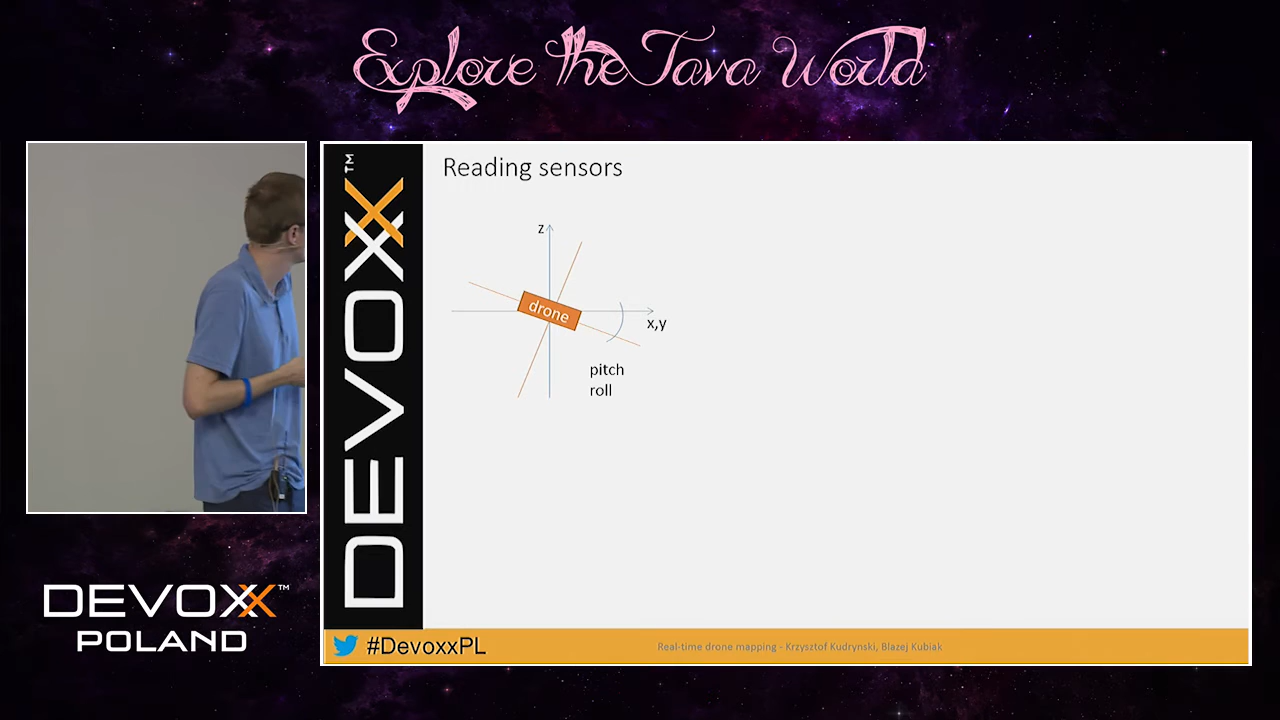 Explore the Java World
DEVOXX™
Reading sensors
z
drone
x,y
pitch
roll
DEVOXX™
POLAND
#DevoxxPL
Real-time drone mapping - Krzysztof Kudrynski, Blazej Kubiak